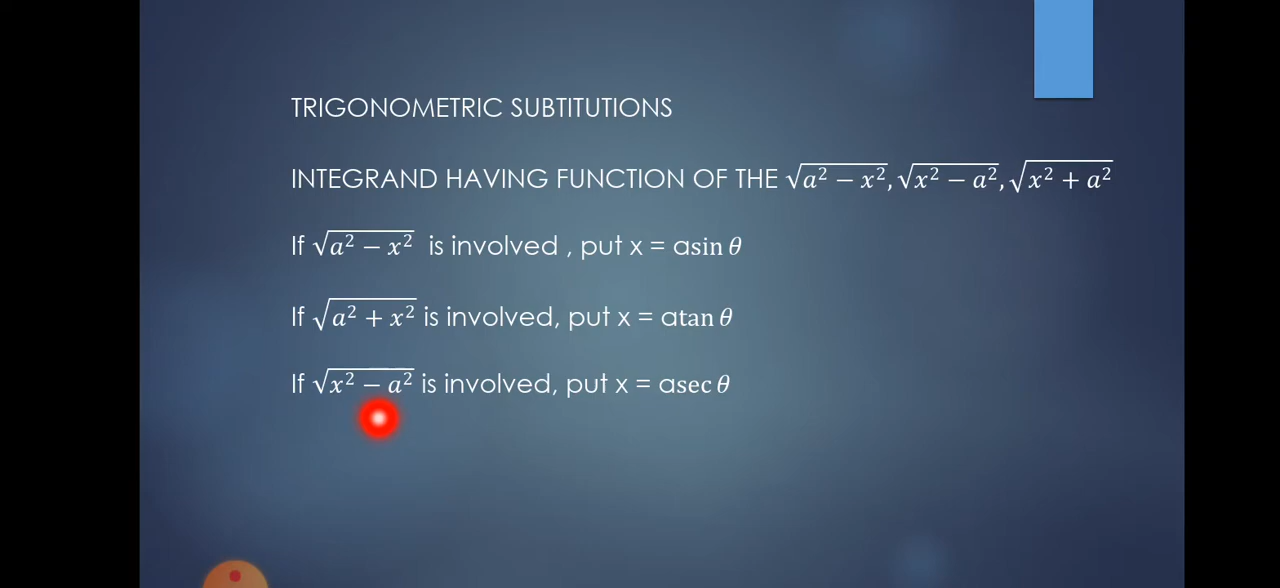 TRIGONOMETRIC SUBTITUTIONS
INTEGRAND HAVING FUNCTION OF THE √(a² − x²), √(x² − a²), √(x² + a²)
If √(a² − x²) is involved , put x = asin θ
If √(a² + x²) is involved, put x = atan θ
If √(x² − a²) is involved, put x = asec θ